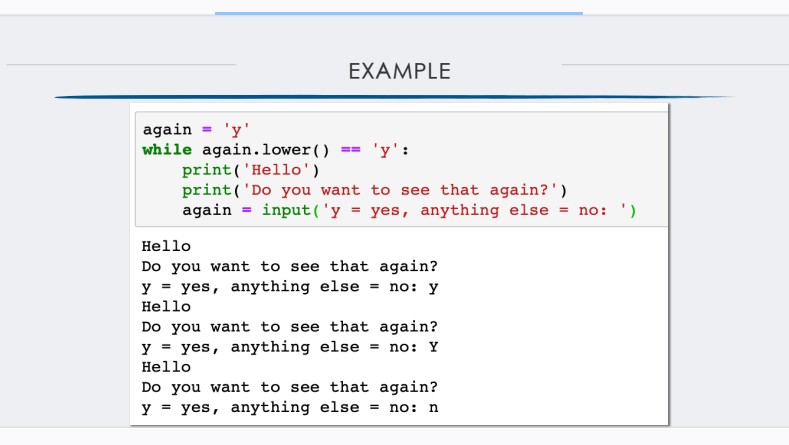 EXAMPLE
again = 'y'
while again.lower() == 'y':
    print('Hello')
    print('Do you want to see that again?')
    again = input('y = yes, anything else = no: ')
Hello
Do you want to see that again?
y = yes, anything else = no: y
Hello
Do you want to see that again?
y = yes, anything else = no: Y
Hello
Do you want to see that again?
y = yes, anything else = no: n